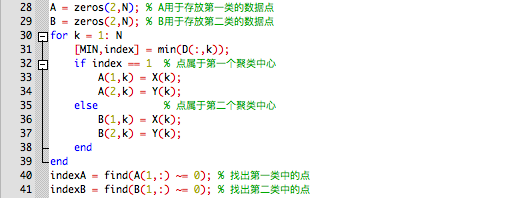 28 A = zeros(2,N); % A用于存放第一类的数据点
29 B = zeros(2,N); % B用于存放第二类的数据点
30 for k = 1: N
31 [MIN,index] = min(D(:,k));
32 if index == 1 % 点属于第一个聚类中心
33 A(1,k) = X(k);
34 A(2,k) = Y(k);
35 else % 点属于第二个聚类中心
36 B(1,k) = X(k);
37 B(2,k) = Y(k);
38 end
39 end
40 indexA = find(A(1,:) ~= 0); % 找出第一类中的点
41 indexB = find(B(1,:) ~= 0); % 找出第二类中的点